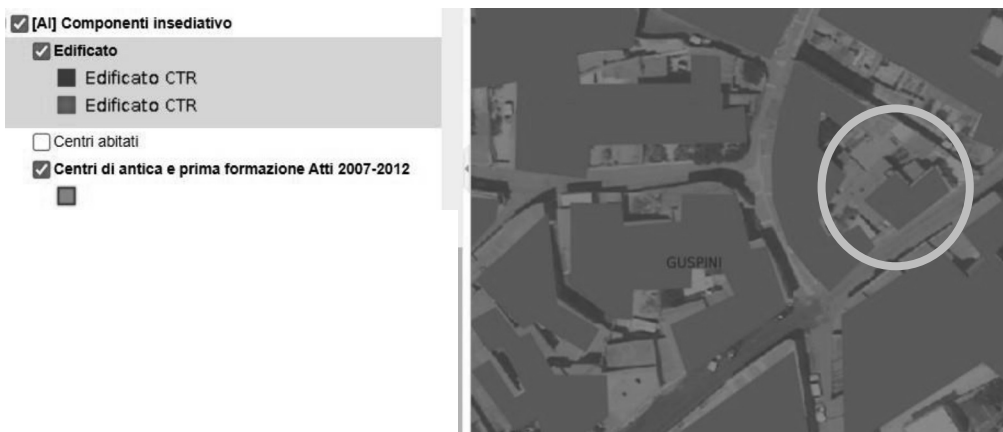 [AI] Componenti insediativo
Edificato
Edificato CTR
Edificato CTR
Centri abitati
Centri di antica e prima formazione Atti 2007-2012
GUSPINI